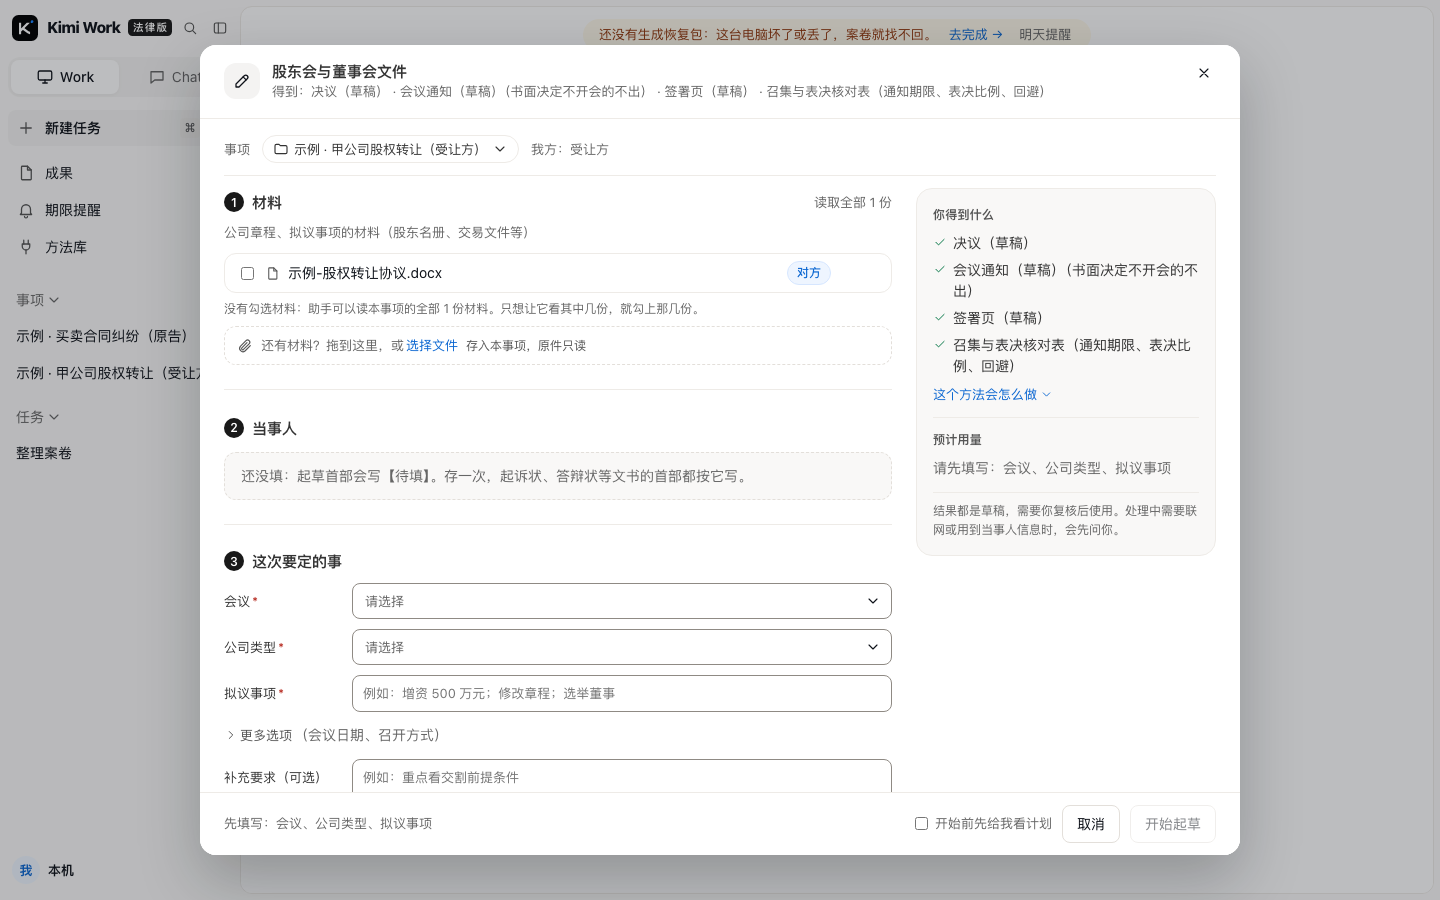 Kimi Work 法律版
还没有生成恢复包：这台电脑坏了或丢了，案卷就找不回。 去完成 → 明天提醒
Work
Chat
新建任务 ⌘
成果
期限提醒
方法库
事项
示例 · 买卖合同纠纷（原告）
示例 · 甲公司股权转让（受让
任务
整理案卷
我 本机
股东会与董事会文件
得到：决议（草稿） · 会议通知（草稿）（书面决定不开会的不出） · 签署页（草稿） · 召集与表决核对表（通知期限、表决比例、回避）
事项 示例 · 甲公司股权转让（受让方） 我方：受让方
1 材料 读取全部 1 份
公司章程、拟议事项的材料（股东名册、交易文件等）
示例-股权转让协议.docx 对方
没有勾选材料：助手可以读本事项的全部 1 份材料。只想让它看其中几份，就勾上那几份。
还有材料？拖到这里，或 选择文件 存入本事项，原件只读
2 当事人
还没填：起草首部会写【待填】。存一次，起诉状、答辩状等文书的首部都按它写。
3 这次要定的事
会议* 请选择
公司类型* 请选择
拟议事项* 例如：增资 500 万元；修改章程；选举董事
更多选项 （会议日期、召开方式）
补充要求（可选） 例如：重点看交割前提条件
你得到什么
决议（草稿）
会议通知（草稿）（书面决定不开会的不
出）
签署页（草稿）
召集与表决核对表（通知期限、表决比
例、回避）
这个方法会怎么做
预计用量
请先填写：会议、公司类型、拟议事项
结果都是草稿，需要你复核后使用。处理中需要联
网或用到当事人信息时，会先问你。
先填写：会议、公司类型、拟议事项 开始前先给我看计划 取消 开始起草